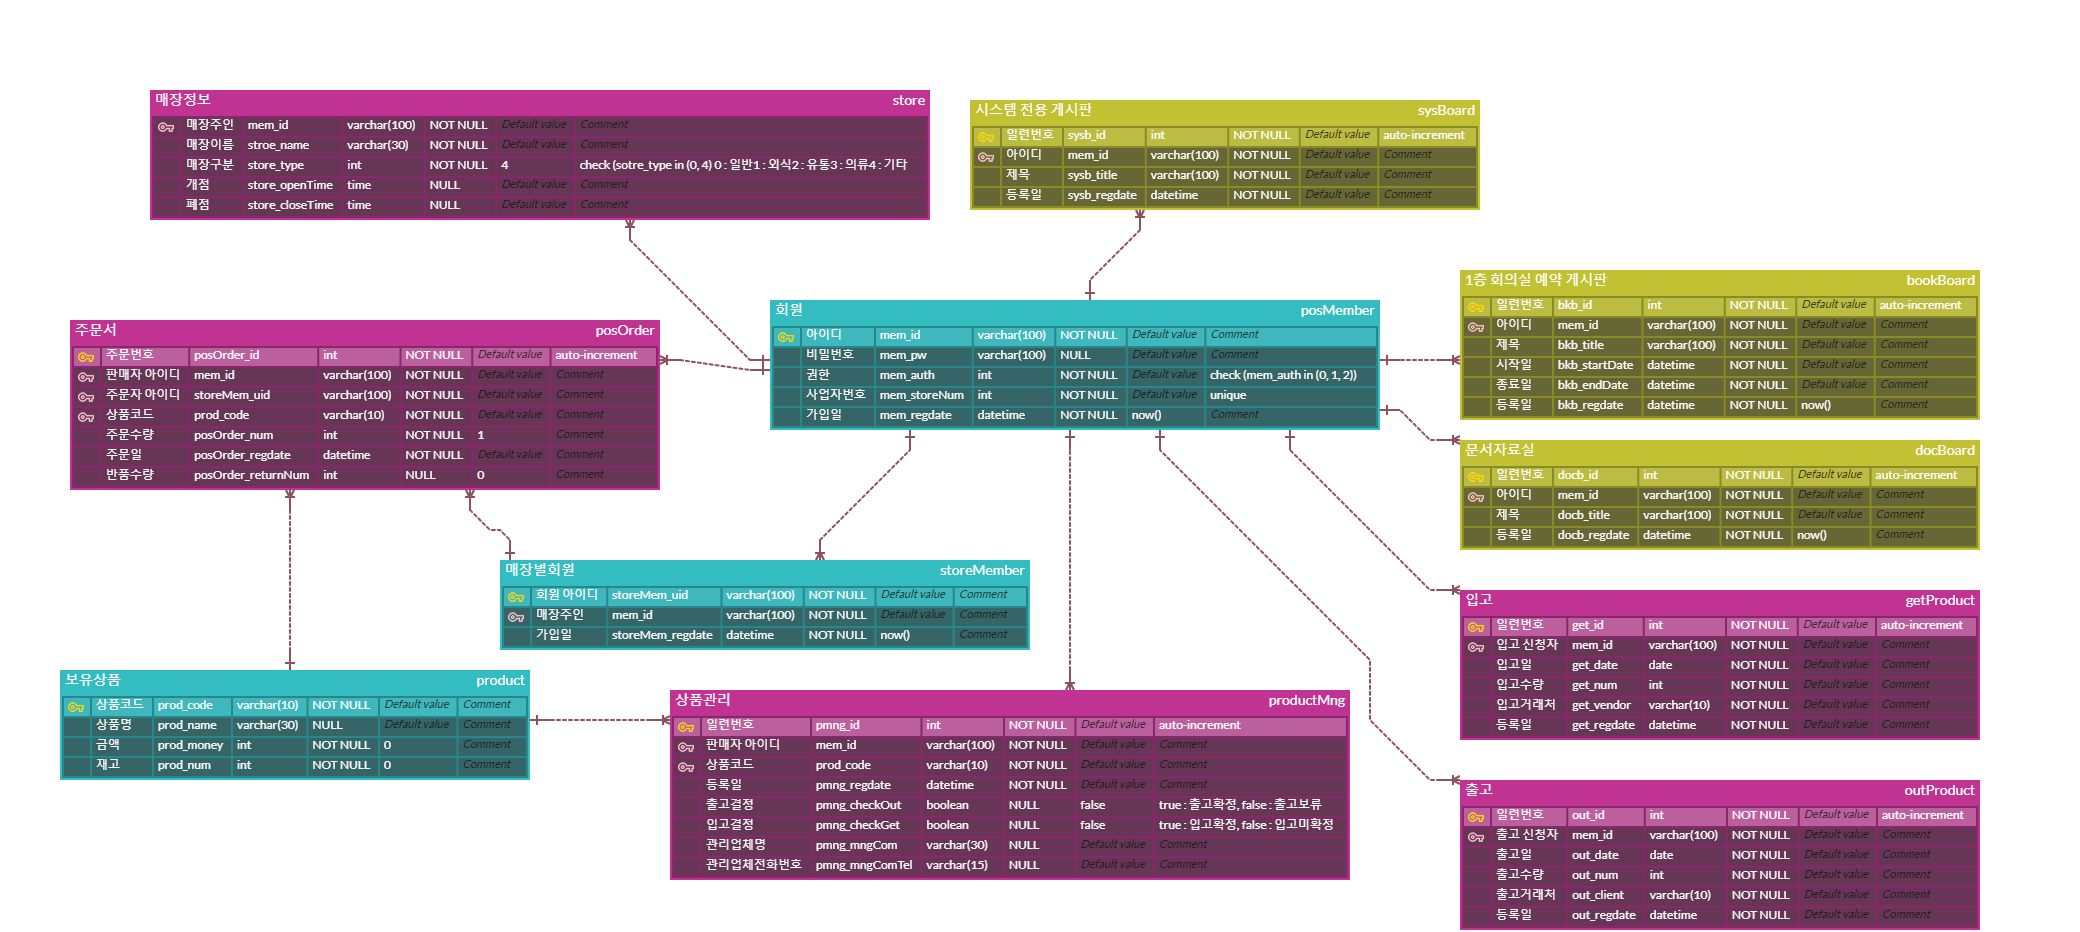 매장정보 store
매장주인 mem_id varchar(100) NOT NULL Default value Comment
매장이름 stroe_name varchar(30) NOT NULL Default value Comment
매장구분 store_type int NOT NULL 4 check (sotre_type in (0, 4) 0 : 일반1 : 외식2 : 유통3 : 의류4 : 기타
개점 store_openTime time NULL Default value Comment
폐점 store_closeTime time NULL Default value Comment
시스템 전용 게시판 sysBoard
일련번호 sysb_id int NOT NULL Default value auto-increment
아이디 mem_id varchar(100) NOT NULL Default value Comment
제목 sysb_title varchar(100) NOT NULL Default value Comment
등록일 sysb_regdate datetime NOT NULL Default value Comment
1층 회의실 예약 게시판 bookBoard
일련번호 bkb_id int NOT NULL Default value auto-increment
아이디 mem_id varchar(100) NOT NULL Default value Comment
제목 bkb_title varchar(100) NOT NULL Default value Comment
시작일 bkb_startDate datetime NOT NULL Default value Comment
종료일 bkb_endDate datetime NOT NULL Default value Comment
등록일 bkb_regdate datetime NOT NULL now() Comment
회원 posMember
아이디 mem_id varchar(100) NOT NULL Default value Comment
비밀번호 mem_pw varchar(100) NULL Default value Comment
권한 mem_auth int NOT NULL Default value check (mem_auth in (0, 1, 2))
사업자번호 mem_storeNum int NOT NULL Default value unique
가입일 mem_regdate datetime NOT NULL now() Comment
주문서 posOrder
주문번호 posOrder_id int NOT NULL Default value auto-increment
판매자 아이디 mem_id varchar(100) NOT NULL Default value Comment
주문자 아이디 storeMem_uid varchar(100) NOT NULL Default value Comment
상품코드 prod_code varchar(10) NOT NULL Default value Comment
주문수량 posOrder_num int NOT NULL 1 Comment
주문일 posOrder_regdate datetime NOT NULL Default value Comment
반품수량 posOrder_returnNum int NULL 0 Comment
문서자료실 docBoard
일련번호 docb_id int NOT NULL Default value auto-increment
아이디 mem_id varchar(100) NOT NULL Default value Comment
제목 docb_title varchar(100) NOT NULL Default value Comment
등록일 docb_regdate datetime NOT NULL now() Comment
매장별회원 storeMember
회원 아이디 storeMem_uid varchar(100) NOT NULL Default value Comment
매장주인 mem_id varchar(100) NOT NULL Default value Comment
가입일 storeMem_regdate datetime NOT NULL now() Comment
입고 getProduct
일련번호 get_id int NOT NULL Default value auto-increment
입고 신청자 mem_id varchar(100) NOT NULL Default value Comment
입고일 get_date date NOT NULL Default value Comment
입고수량 get_num int NOT NULL Default value Comment
입고거래처 get_vendor varchar(10) NOT NULL Default value Comment
등록일 get_regdate datetime NOT NULL Default value Comment
보유상품 product
상품코드 prod_code varchar(10) NOT NULL Default value Comment
상품명 prod_name varchar(30) NULL Default value Comment
금액 prod_money int NOT NULL 0 Comment
재고 prod_num int NOT NULL 0 Comment
상품관리 productMng
일련번호 pmng_id int NOT NULL Default value auto-increment
판매자 아이디 mem_id varchar(100) NOT NULL Default value Comment
상품코드 prod_code varchar(10) NOT NULL Default value Comment
등록일 pmng_regdate datetime NOT NULL Default value Comment
출고결정 pmng_checkOut boolean NULL false true : 출고확정, false : 출고보류
입고결정 pmng_checkGet boolean NULL false true : 입고확정, false : 입고미확정
관리업체명 pmng_mngCom varchar(30) NULL Default value Comment
관리업체전화번호 pmng_mngComTel varchar(15) NULL Default value Comment
출고 outProduct
일련번호 out_id int NOT NULL Default value auto-increment
출고 신청자 mem_id varchar(100) NOT NULL Default value Comment
출고일 out_date date NOT NULL Default value Comment
출고수량 out_num int NOT NULL Default value Comment
출고거래처 out_client varchar(10) NOT NULL Default value Comment
등록일 out_regdate datetime NOT NULL Default value Comment